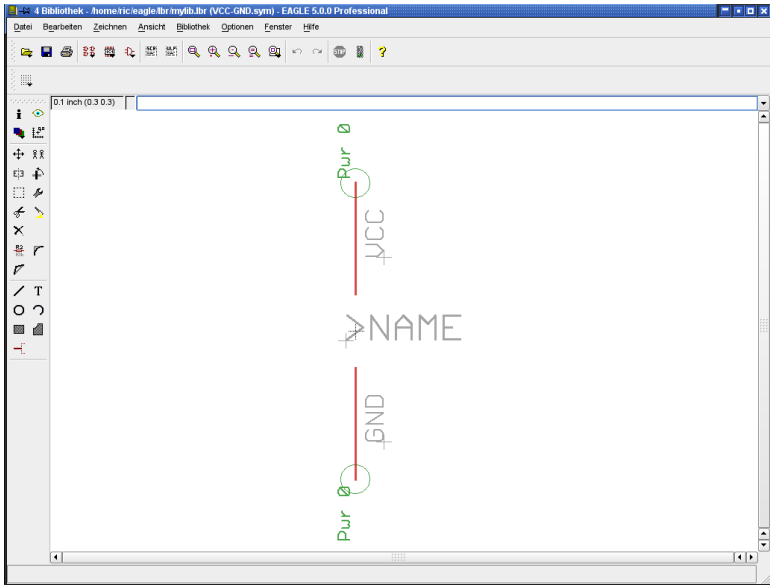 4 Bibliothek - /home/ric/eagle/lbr/mylib.lbr (VCC-GND.sym) - EAGLE 5.0.0 Professional
Datei Bearbeiten Zeichnen Ansicht Bibliothek Optionen Fenster Hilfe
0.1 inch (0.3 0.3)
Pwr 0
VCC
>NAME
GND
Pwr 0